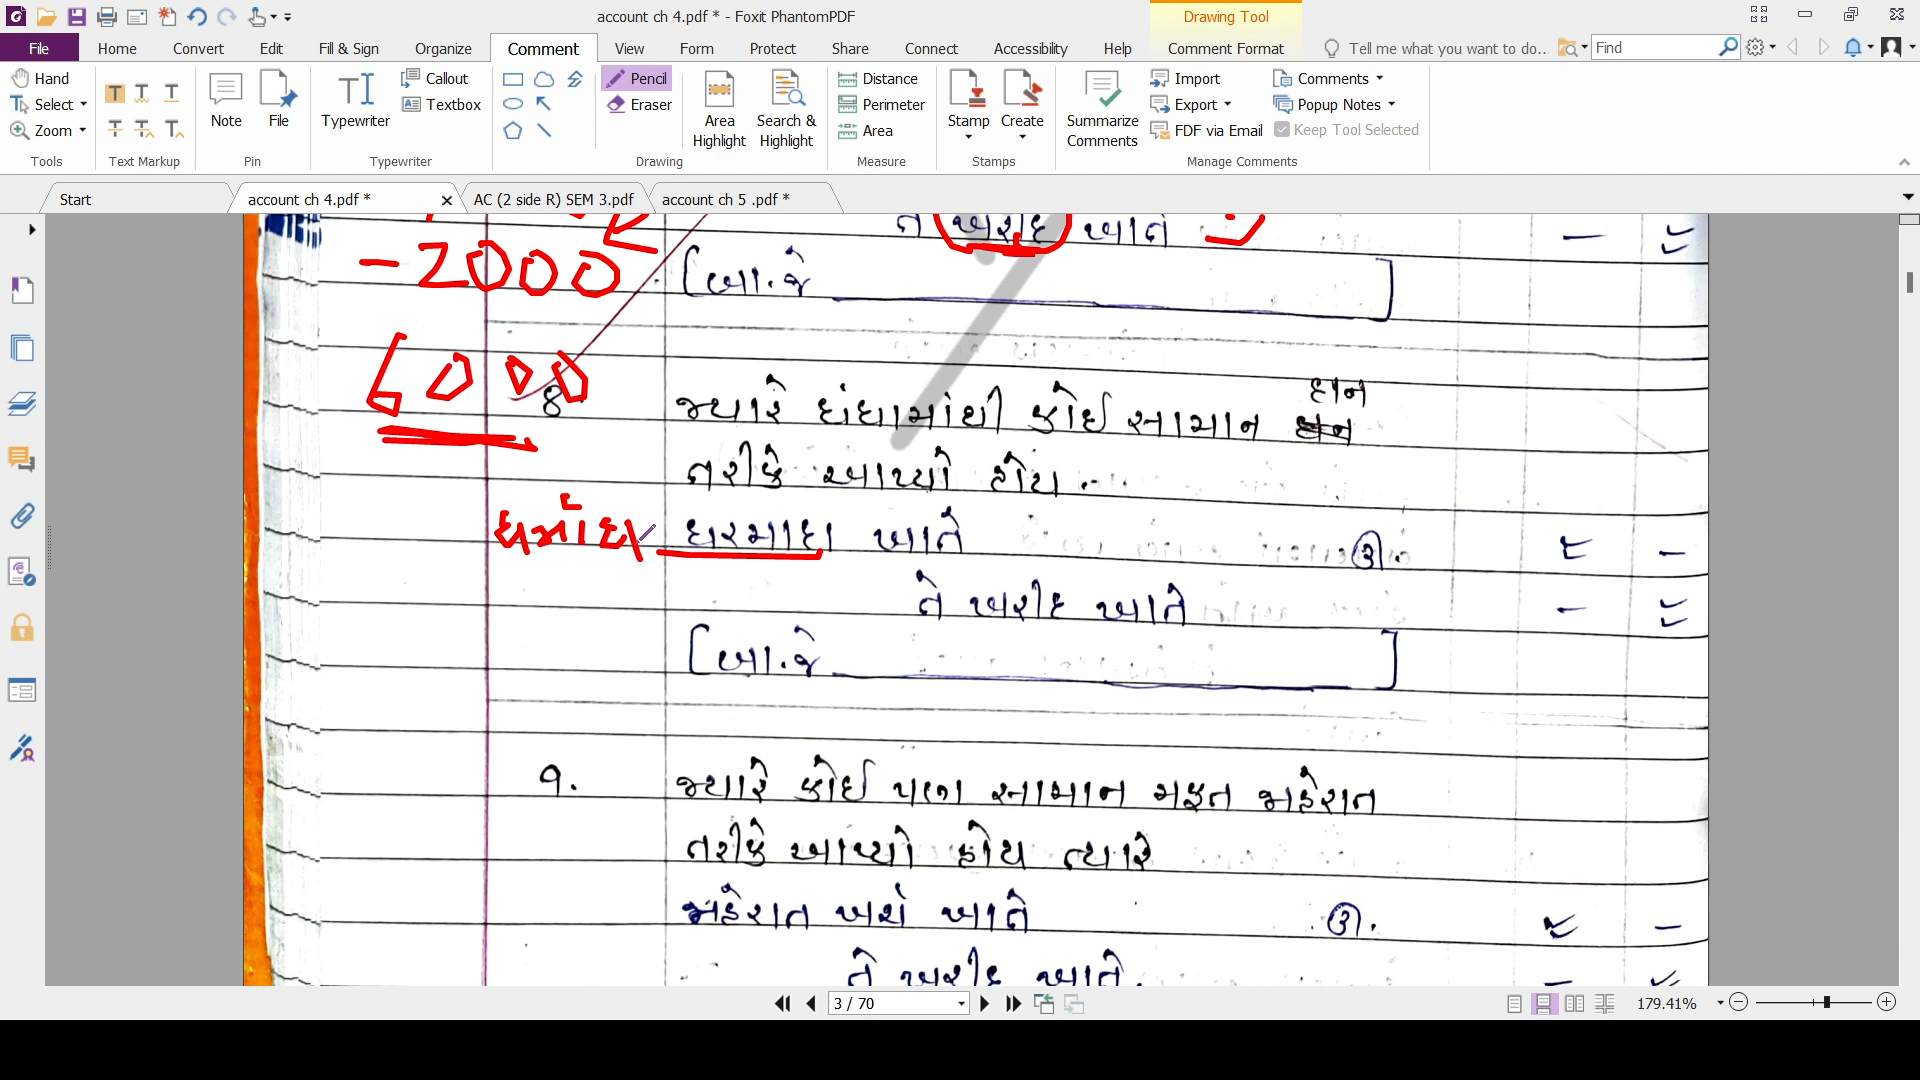 account ch 4.pdf * - Foxit PhantomPDF
Drawing Tool
File Home Convert Edit Fill & Sign Organize Comment View Form Protect Share Connect Accessibility Help Comment Format Tell me what you want to do... Find
Hand
Select
Zoom
Tools
Text Markup
Note
File
Pin
Typewriter
Callout
Textbox
Typewriter
Pencil
Eraser
Area Highlight
Search & Highlight
Drawing
Distance
Perimeter
Area
Measure
Stamp
Create
Stamps
Summarize Comments
Import
Export
FDF via Email
Comments
Popup Notes
Keep Tool Selected
Manage Comments
Start
account ch 4.pdf *
AC (2 side R) SEM 3.pdf
account ch 5 .pdf *
તે ખરીદ ખાતે
- 2000
[બા.જે ]
6000
8 જ્યારે ધંધામાંથી કોઈ સામાન દાન
તરીકે આપ્યો હોય
ધર્માદા ધરમાદા ખાતે ઉ.
તે ખરીદ ખાતે
[બા.જે ]
૧. જ્યારે કોઈ પણ સામાન મફત જાહેરાત
તરીકે આપ્યો હોય ત્યારે
જાહેરાત ખર્ચ ખાતે ઉ.
તે ખરીદ ખાતે.
3 / 70
179.41%